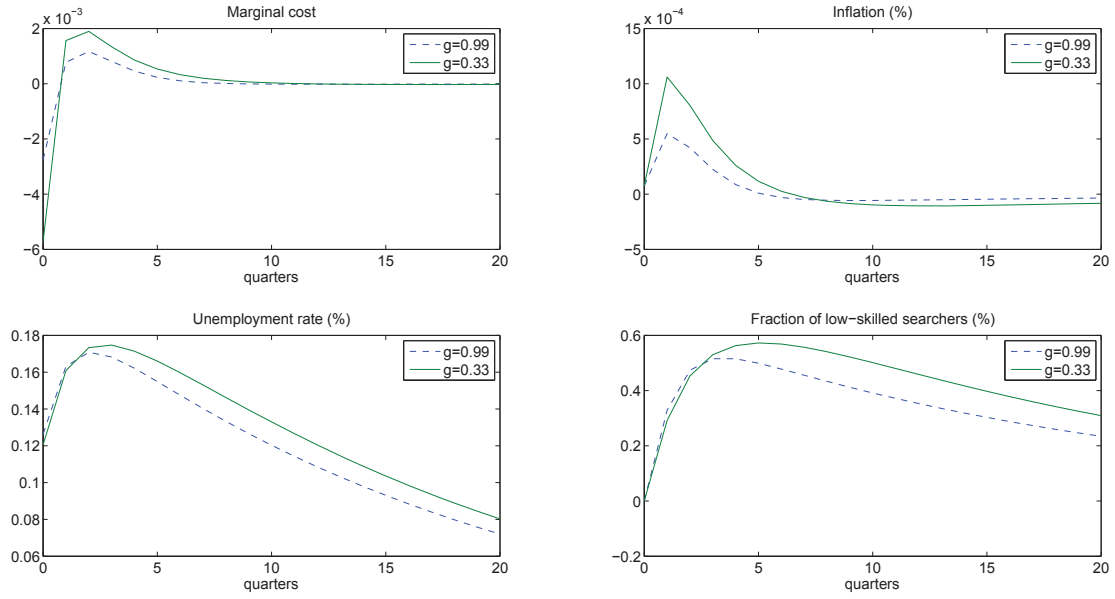 Marginal cost
x 10⁻³
2
0
−2
−4
−6
0 5 10 15 20
quarters
g=0.99
g=0.33
Inflation (%)
x 10⁻⁴
15
10
5
0
−5
0 5 10 15 20
quarters
g=0.99
g=0.33
Unemployment rate (%)
0.18
0.16
0.14
0.12
0.1
0.08
0.06
0 5 10 15 20
quarters
g=0.99
g=0.33
Fraction of low−skilled searchers (%)
0.6
0.4
0.2
0
−0.2
0 5 10 15 20
quarters
g=0.99
g=0.33